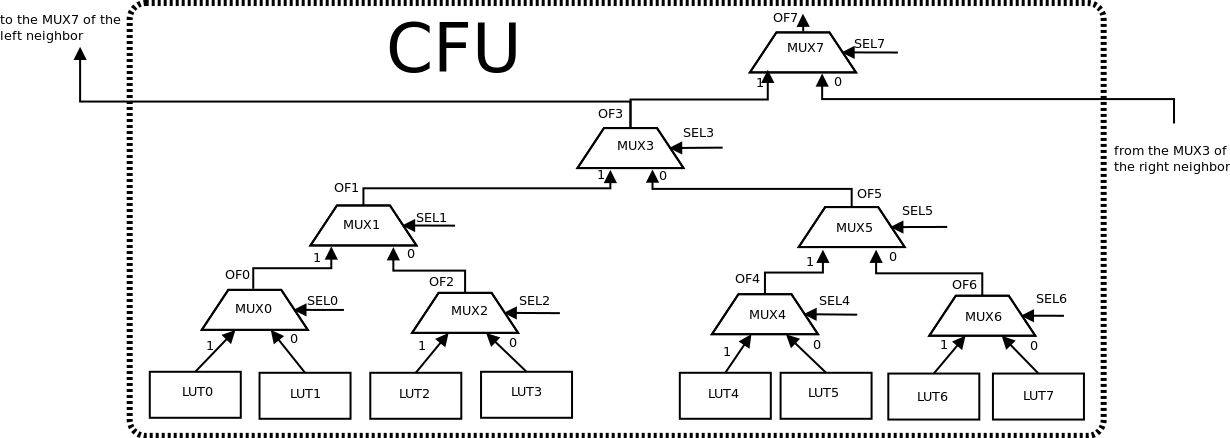 to the MUX7 of the
left neighbor
CFU
OF7
MUX7
SEL7
1
0
OF3
MUX3
SEL3
1
0
from the MUX3 of
the right neighbor
OF1
MUX1
SEL1
1
0
OF5
MUX5
SEL5
1
0
OF0
MUX0
SEL0
1
0
OF2
MUX2
SEL2
1
0
OF4
MUX4
SEL4
1
0
OF6
MUX6
SEL6
1
0
LUT0
LUT1
LUT2
LUT3
LUT4
LUT5
LUT6
LUT7